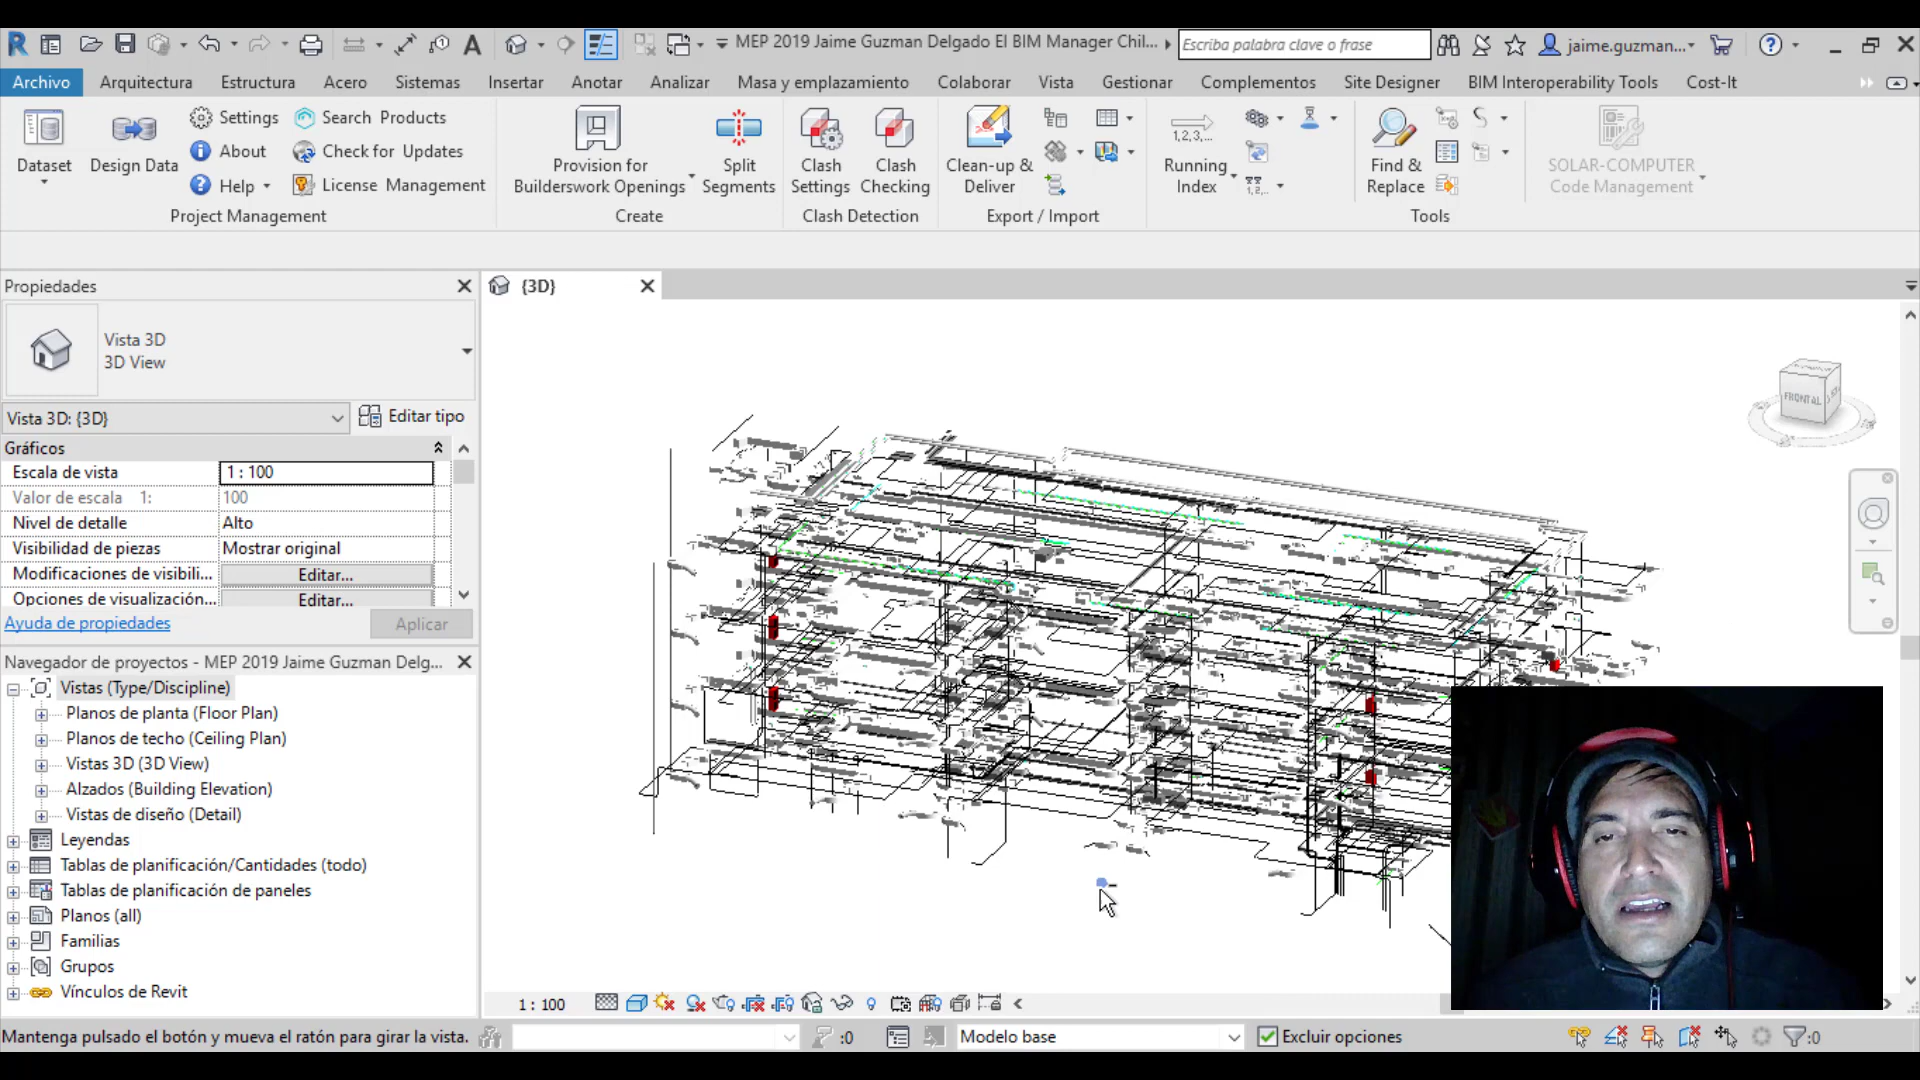 MEP 2019 Jaime Guzman Delgado El BIM Manager Chil...
Escriba palabra clave o frase
jaime.guzman...
Archivo
Arquitectura
Estructura
Acero
Sistemas
Insertar
Anotar
Analizar
Masa y emplazamiento
Colaborar
Vista
Gestionar
Complementos
Site Designer
BIM Interoperability Tools
Cost-It
Dataset
Design Data
Settings
About
Help
Search Products
Check for Updates
License Management
Project Management
Provision for
Builderswork Openings
Split
Segments
Create
Clash
Settings
Clash
Checking
Clash Detection
Clean-up &
Deliver
Export / Import
1,2,3,...
Running
Index
1,2,..
Find &
Replace
Tools
SOLAR-COMPUTER
Code Management
Propiedades
{3D}
Vista 3D
3D View
Vista 3D: {3D}
Editar tipo
Gráficos
Escala de vista
1 : 100
Valor de escala 1:
100
Nivel de detalle
Alto
Visibilidad de piezas
Mostrar original
Modificaciones de visibili...
Editar...
Opciones de visualización...
Editar...
Ayuda de propiedades
Aplicar
Navegador de proyectos - MEP 2019 Jaime Guzman Delg...
Vistas (Type/Discipline)
Planos de planta (Floor Plan)
Planos de techo (Ceiling Plan)
Vistas 3D (3D View)
Alzados (Building Elevation)
Vistas de diseño (Detail)
Leyendas
Tablas de planificación/Cantidades (todo)
Tablas de planificación de paneles
Planos (all)
Familias
Grupos
Vínculos de Revit
FRONTAL
1 : 100
Mantenga pulsado el botón y mueva el ratón para girar la vista.
:0
Modelo base
Excluir opciones
:0